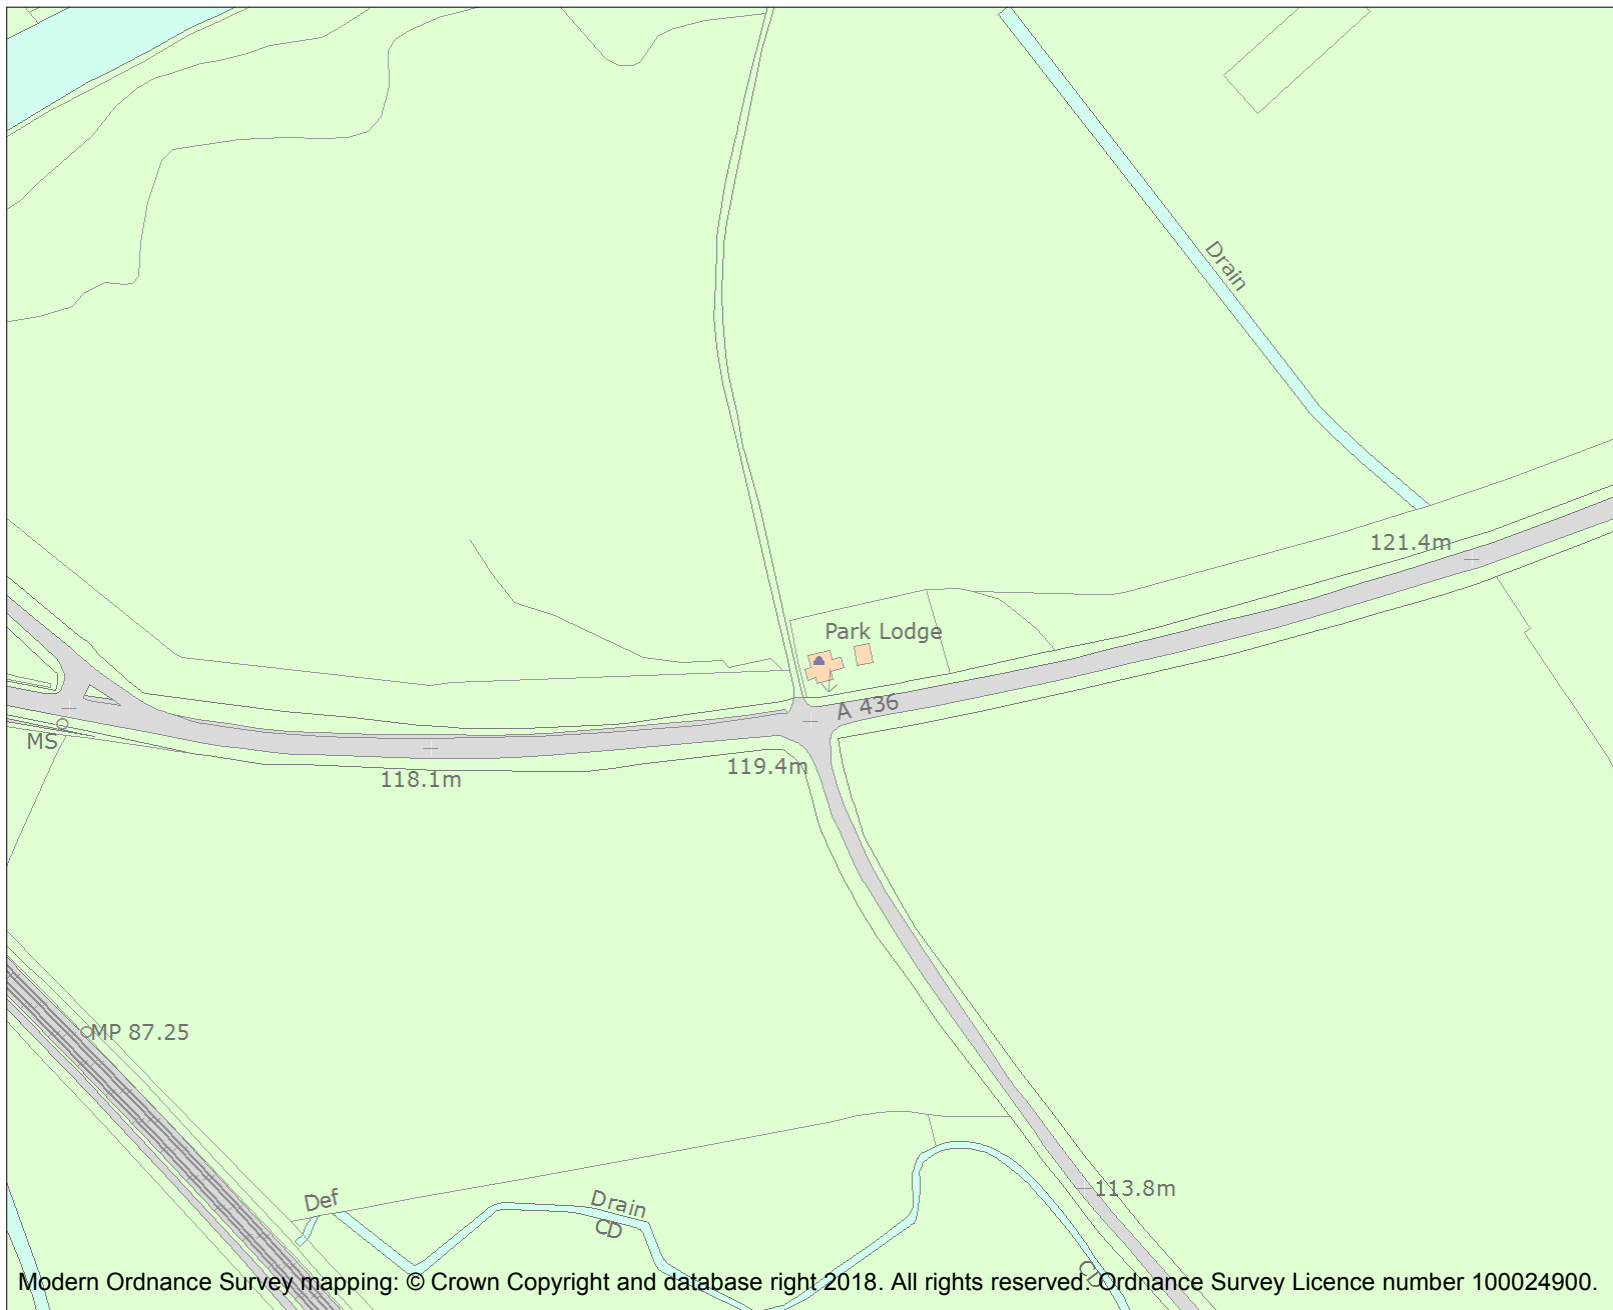 Drain
121.4m
Park Lodge
A 436
MS
118.1m
119.4m
MP 87.25
Def
Drain
CD
113.8m
CD
Modern Ordnance Survey mapping: © Crown Copyright and database right 2018. All rights reserved. Ordnance Survey Licence number 100024900.